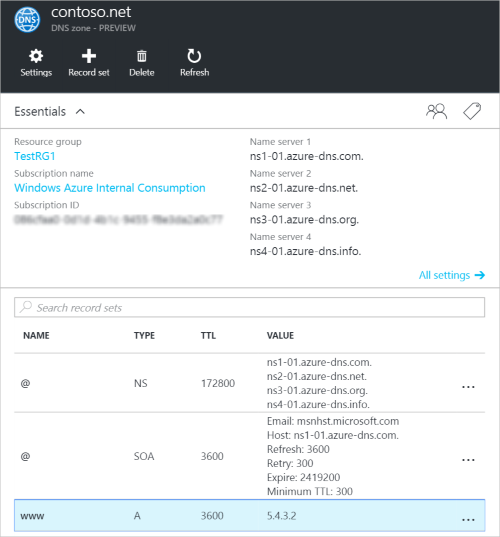 contoso.net
DNS
DNS zone - PREVIEW
Settings
Record set
Delete
Refresh
Essentials
Resource group
TestRG1
Subscription name
Windows Azure Internal Consumption
Subscription ID
Name server 1
ns1-01.azure-dns.com.
Name server 2
ns2-01.azure-dns.net.
Name server 3
ns3-01.azure-dns.org.
Name server 4
ns4-01.azure-dns.info.
All settings
Search record sets
NAME TYPE TTL VALUE
@ NS 172800 ns1-01.azure-dns.com.
ns2-01.azure-dns.net.
ns3-01.azure-dns.org.
ns4-01.azure-dns.info.
@ SOA 3600 Email: msnhst.microsoft.com
Host: ns1-01.azure-dns.com.
Refresh: 3600
Retry: 300
Expire: 2419200
Minimum TTL: 300
www A 3600 5.4.3.2